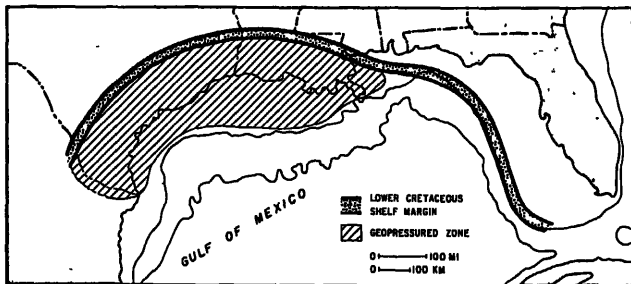 GULF OF MEXICO
LOWER CRETACEOUS
SHELF MARGIN
GEOPRESSURED ZONE
0 100 MI
0 100 KM